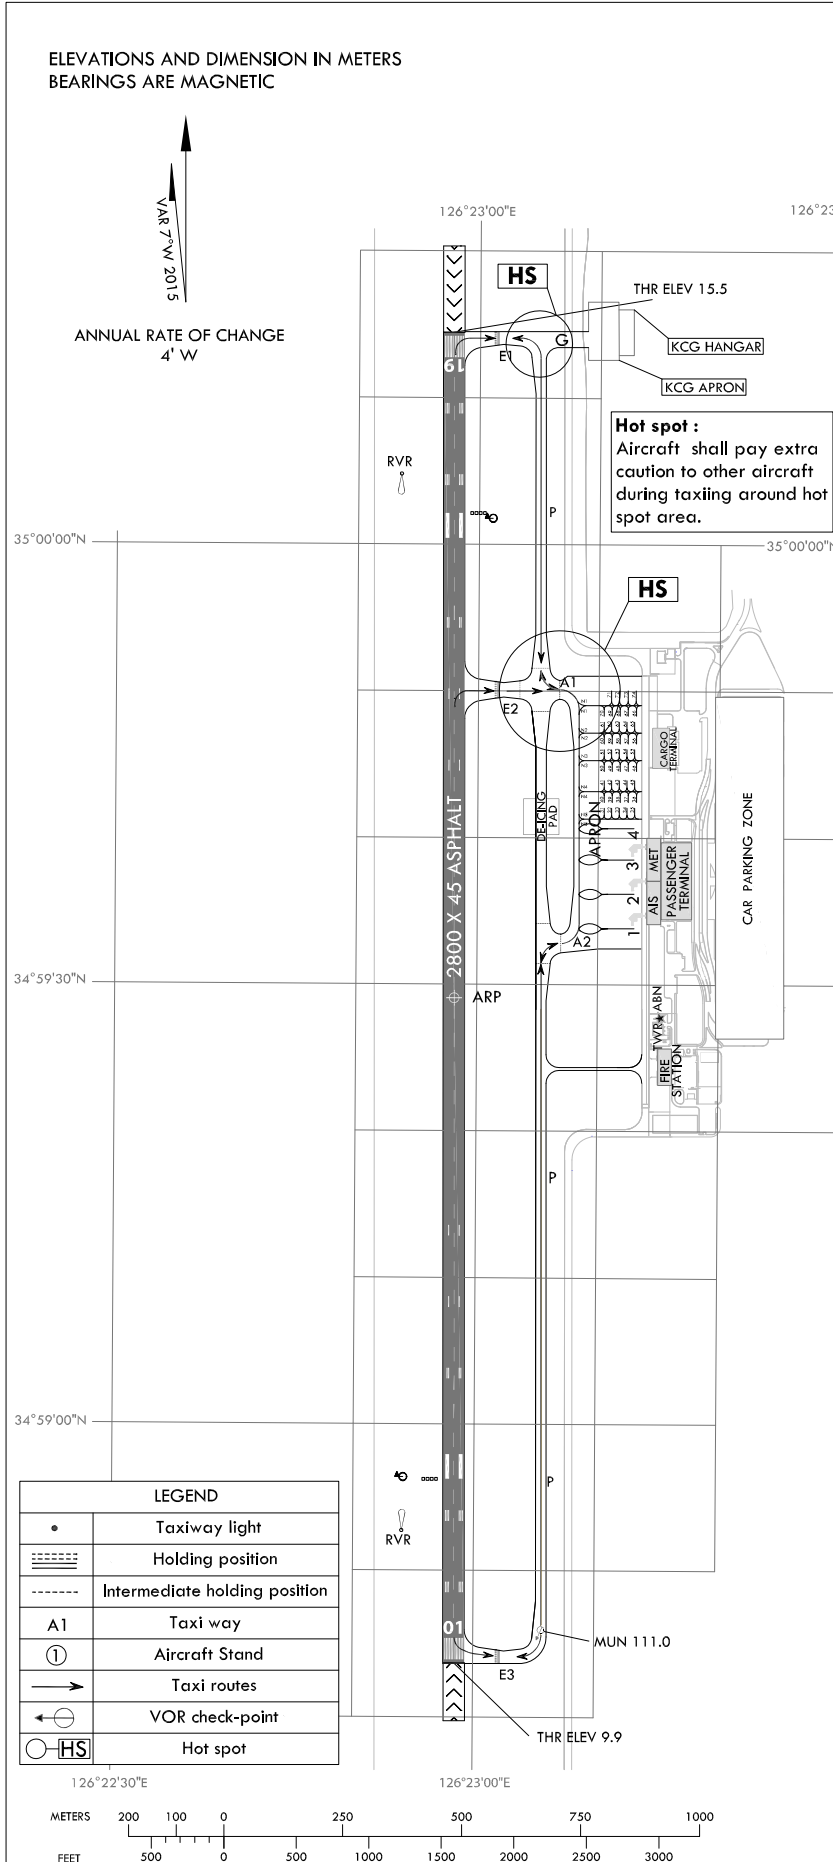 ELEVATIONS AND DIMENSION IN METERS
BEARINGS ARE MAGNETIC
VAR 7°W 2015
ANNUAL RATE OF CHANGE
4' W
126°23'00"E
126°23
HS
THR ELEV 15.5
G
E1
KCG HANGAR
KCG APRON
19
Hot spot :
Aircraft shall pay extra
caution to other aircraft
during taxiing around hot
spot area.
RVR
P
35°00'00"N
35°00'00"N
HS
A1
E2
CARGO
TERMINAL
DE-ICING
PAD
APRON
4
3
2
1
MET
AIS
PASSENGER
TERMINAL
CAR PARKING ZONE
2800 X 45 ASPHALT
A2
34°59'30"N
ARP
TWR ABN
FIRE
STATION
P
34°59'00"N
P
RVR
LEGEND
Taxiway light
Holding position
Intermediate holding position
A1 Taxi way
1 Aircraft Stand
Taxi routes
VOR check-point
HS Hot spot
01
MUN 111.0
E3
THR ELEV 9.9
126°22'30"E
126°23'00"E
METERS 200 100 0 250 500 750 1000
FEET 500 0 500 1000 1500 2000 2500 3000